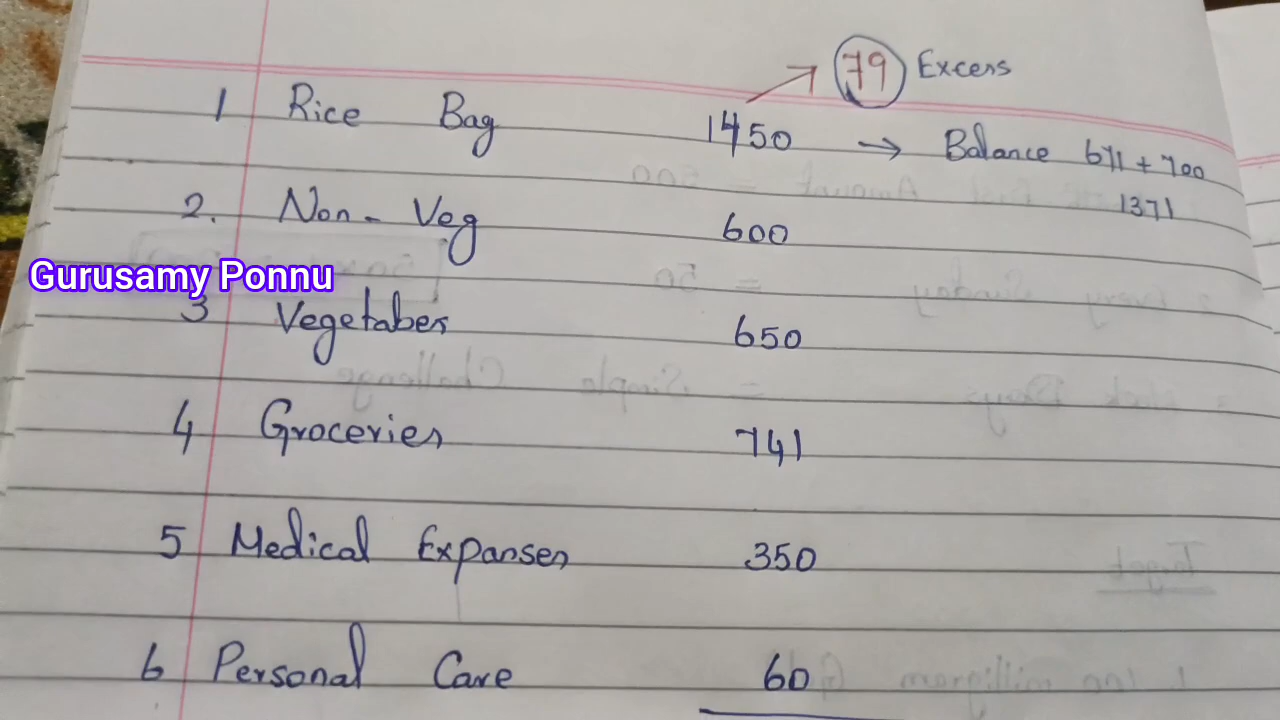 79 Excess
1 Rice Bag 1450 → Balance 671 + 700
1371
2. Non - Veg 600
Gurusamy Ponnu
3 Vegetabes 650
4 Groceries 741
5 Medical Expanses 350
6 Personal Care 60